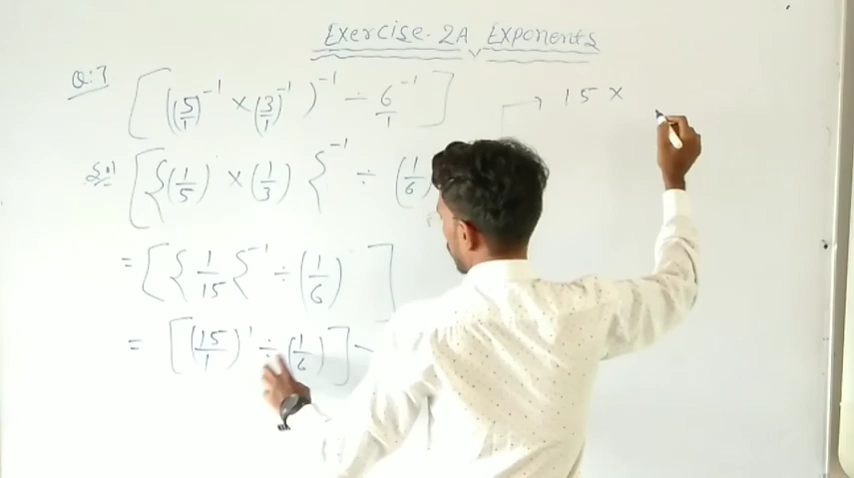 Exercise. 2A Exponents
Q:7 [((5/1)⁻¹ × (3/1)⁻¹)⁻¹ ÷ 6/1⁻¹]
Sol [{(1/5) × (1/3)}⁻¹ ÷ (1/6)
= [{1/15}⁻¹ ÷ (1/6)]
= [(15/1)¹ ÷ (1/6)]
→ 15 ×